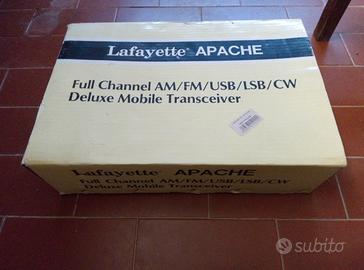 Lafayette® APACHE
Full Channel AM/FM/USB/LSB/CW
Deluxe Mobile Transceiver
Lafayette® APACHE
Full Channel AM/FM/USB/LSB/CW
Deluxe Mobile Transceiver
subito